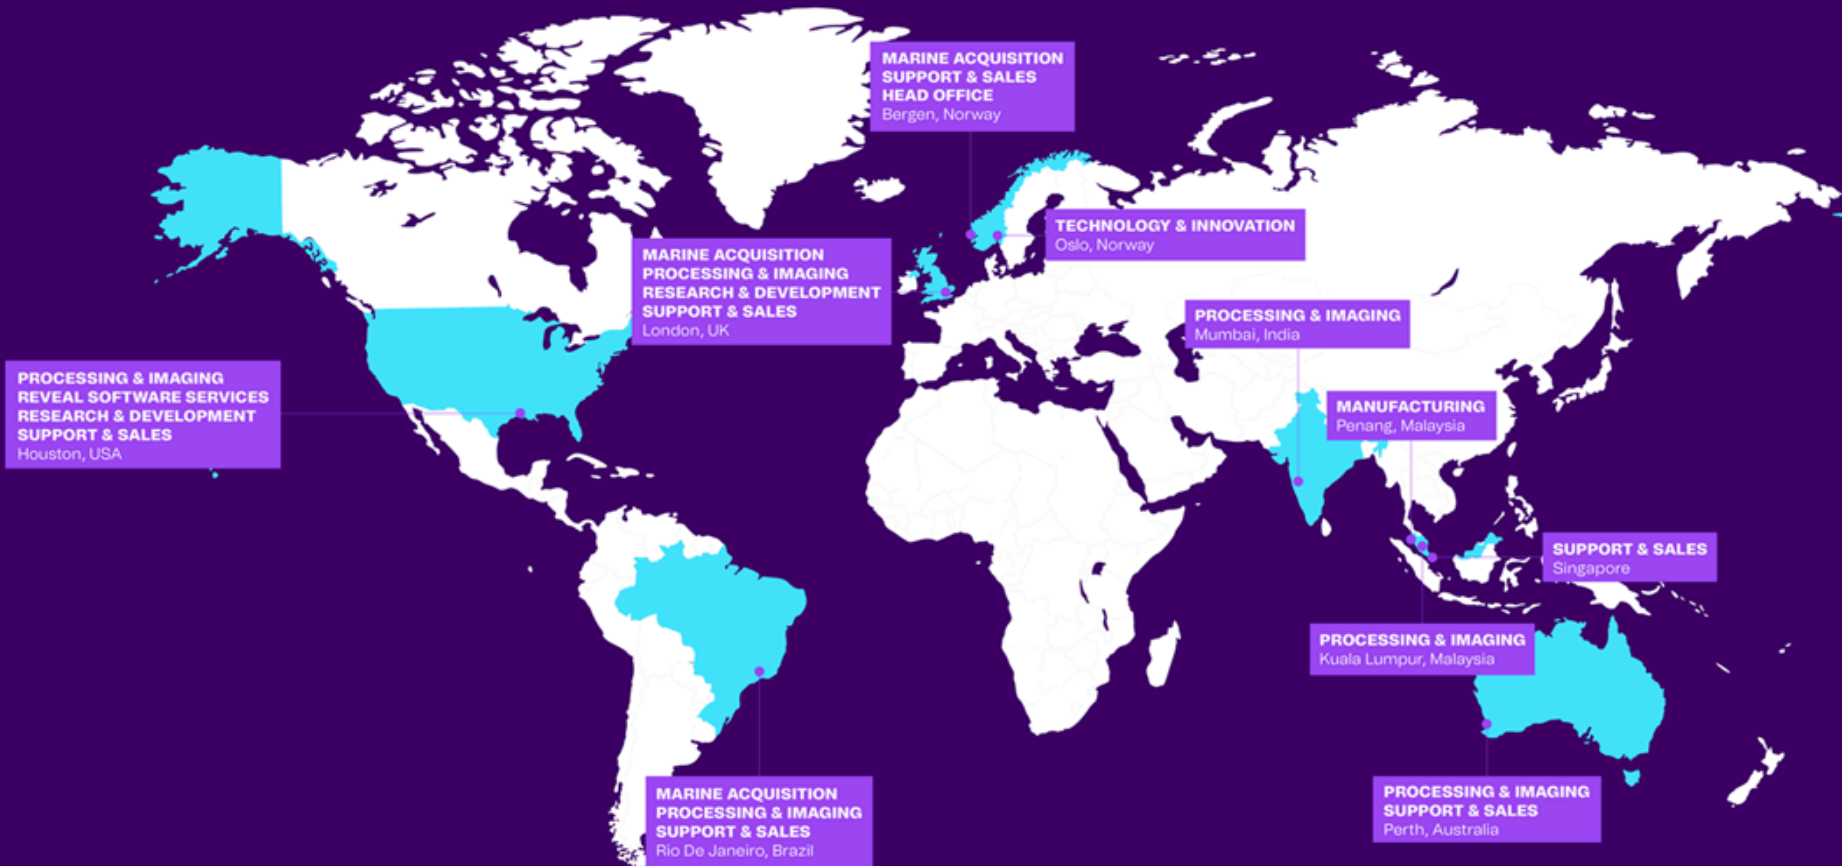 MARINE ACQUISITION
SUPPORT & SALES
HEAD OFFICE
Bergen, Norway
TECHNOLOGY & INNOVATION
Oslo, Norway
MARINE ACQUISITION
PROCESSING & IMAGING
RESEARCH & DEVELOPMENT
SUPPORT & SALES
London, UK
PROCESSING & IMAGING
Mumbai, India
PROCESSING & IMAGING
REVEAL SOFTWARE SERVICES
RESEARCH & DEVELOPMENT
SUPPORT & SALES
Houston, USA
MANUFACTURING
Penang, Malaysia
SUPPORT & SALES
Singapore
PROCESSING & IMAGING
Kuala Lumpur, Malaysia
MARINE ACQUISITION
PROCESSING & IMAGING
SUPPORT & SALES
Rio De Janeiro, Brazil
PROCESSING & IMAGING
SUPPORT & SALES
Perth, Australia